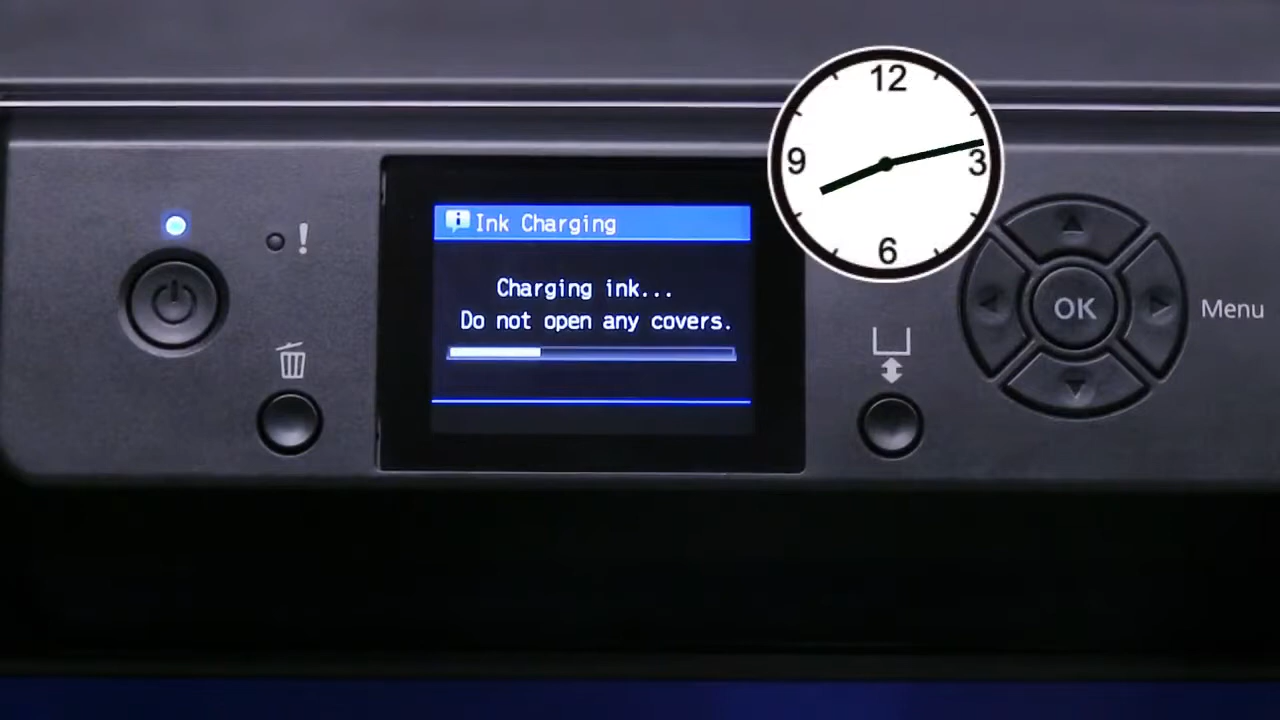 12
9
3
6
Ink Charging
Charging ink...
Do not open any covers.
!
OK
Menu